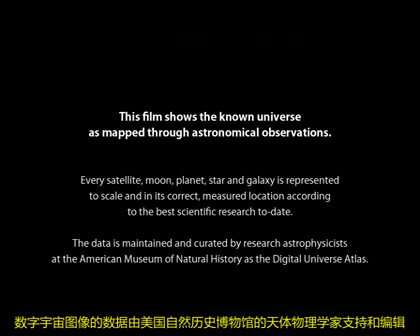 This film shows the known universe
as mapped through astronomical observations.
Every satellite, moon, planet, star and galaxy is represented
to scale and in its correct, measured location according
to the best scientific research to-date.
The data is maintained and curated by research astrophysicists
at the American Museum of Natural History as the Digital Universe Atlas.
数字宇宙图像的数据由美国自然历史博物馆的天体物理学家支持和编辑